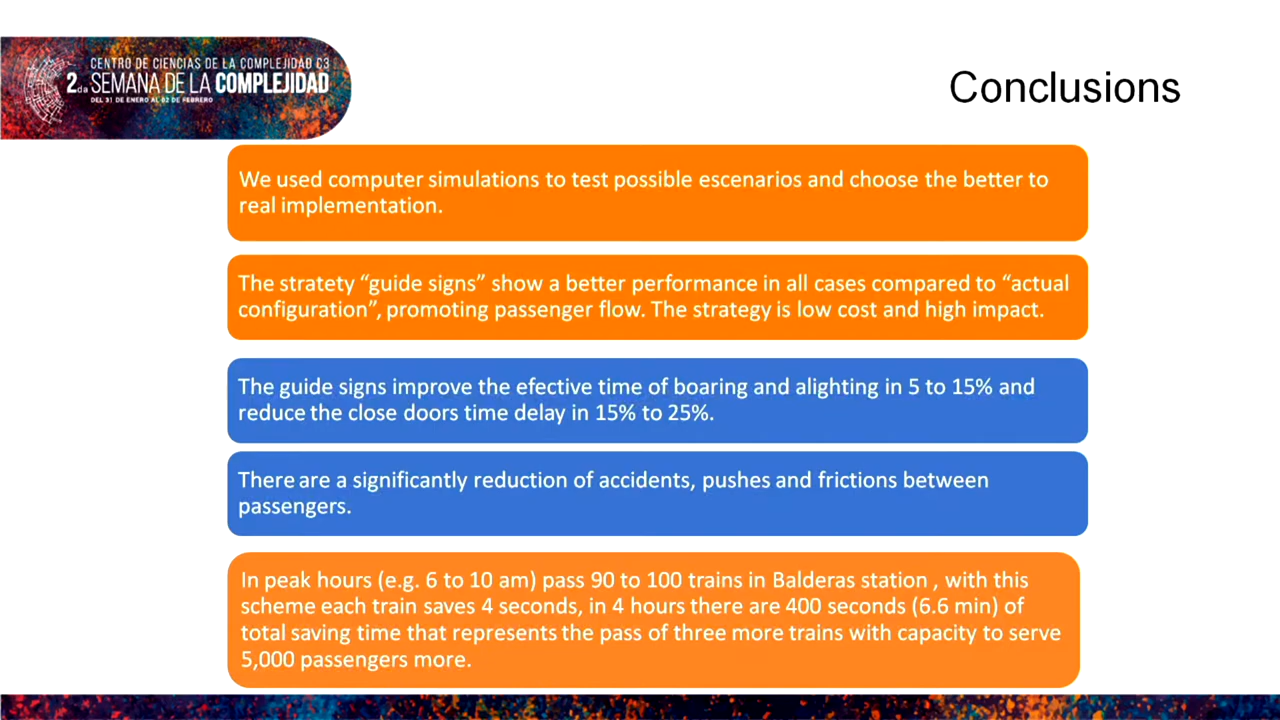 CENTRO DE CIENCIAS DE LA COMPLEJIDAD C3
2.da SEMANA DE LA COMPLEJIDAD
DEL 31 DE ENERO AL 02 DE FEBRERO
Conclusions
We used computer simulations to test possible escenarios and choose the better to
real implementation.
The stratety “guide signs” show a better performance in all cases compared to “actual
configuration”, promoting passenger flow. The strategy is low cost and high impact.
The guide signs improve the efective time of boaring and alighting in 5 to 15% and
reduce the close doors time delay in 15% to 25%.
There are a significantly reduction of accidents, pushes and frictions between
passengers.
In peak hours (e.g. 6 to 10 am) pass 90 to 100 trains in Balderas station , with this
scheme each train saves 4 seconds, in 4 hours there are 400 seconds (6.6 min) of
total saving time that represents the pass of three more trains with capacity to serve
5,000 passengers more.